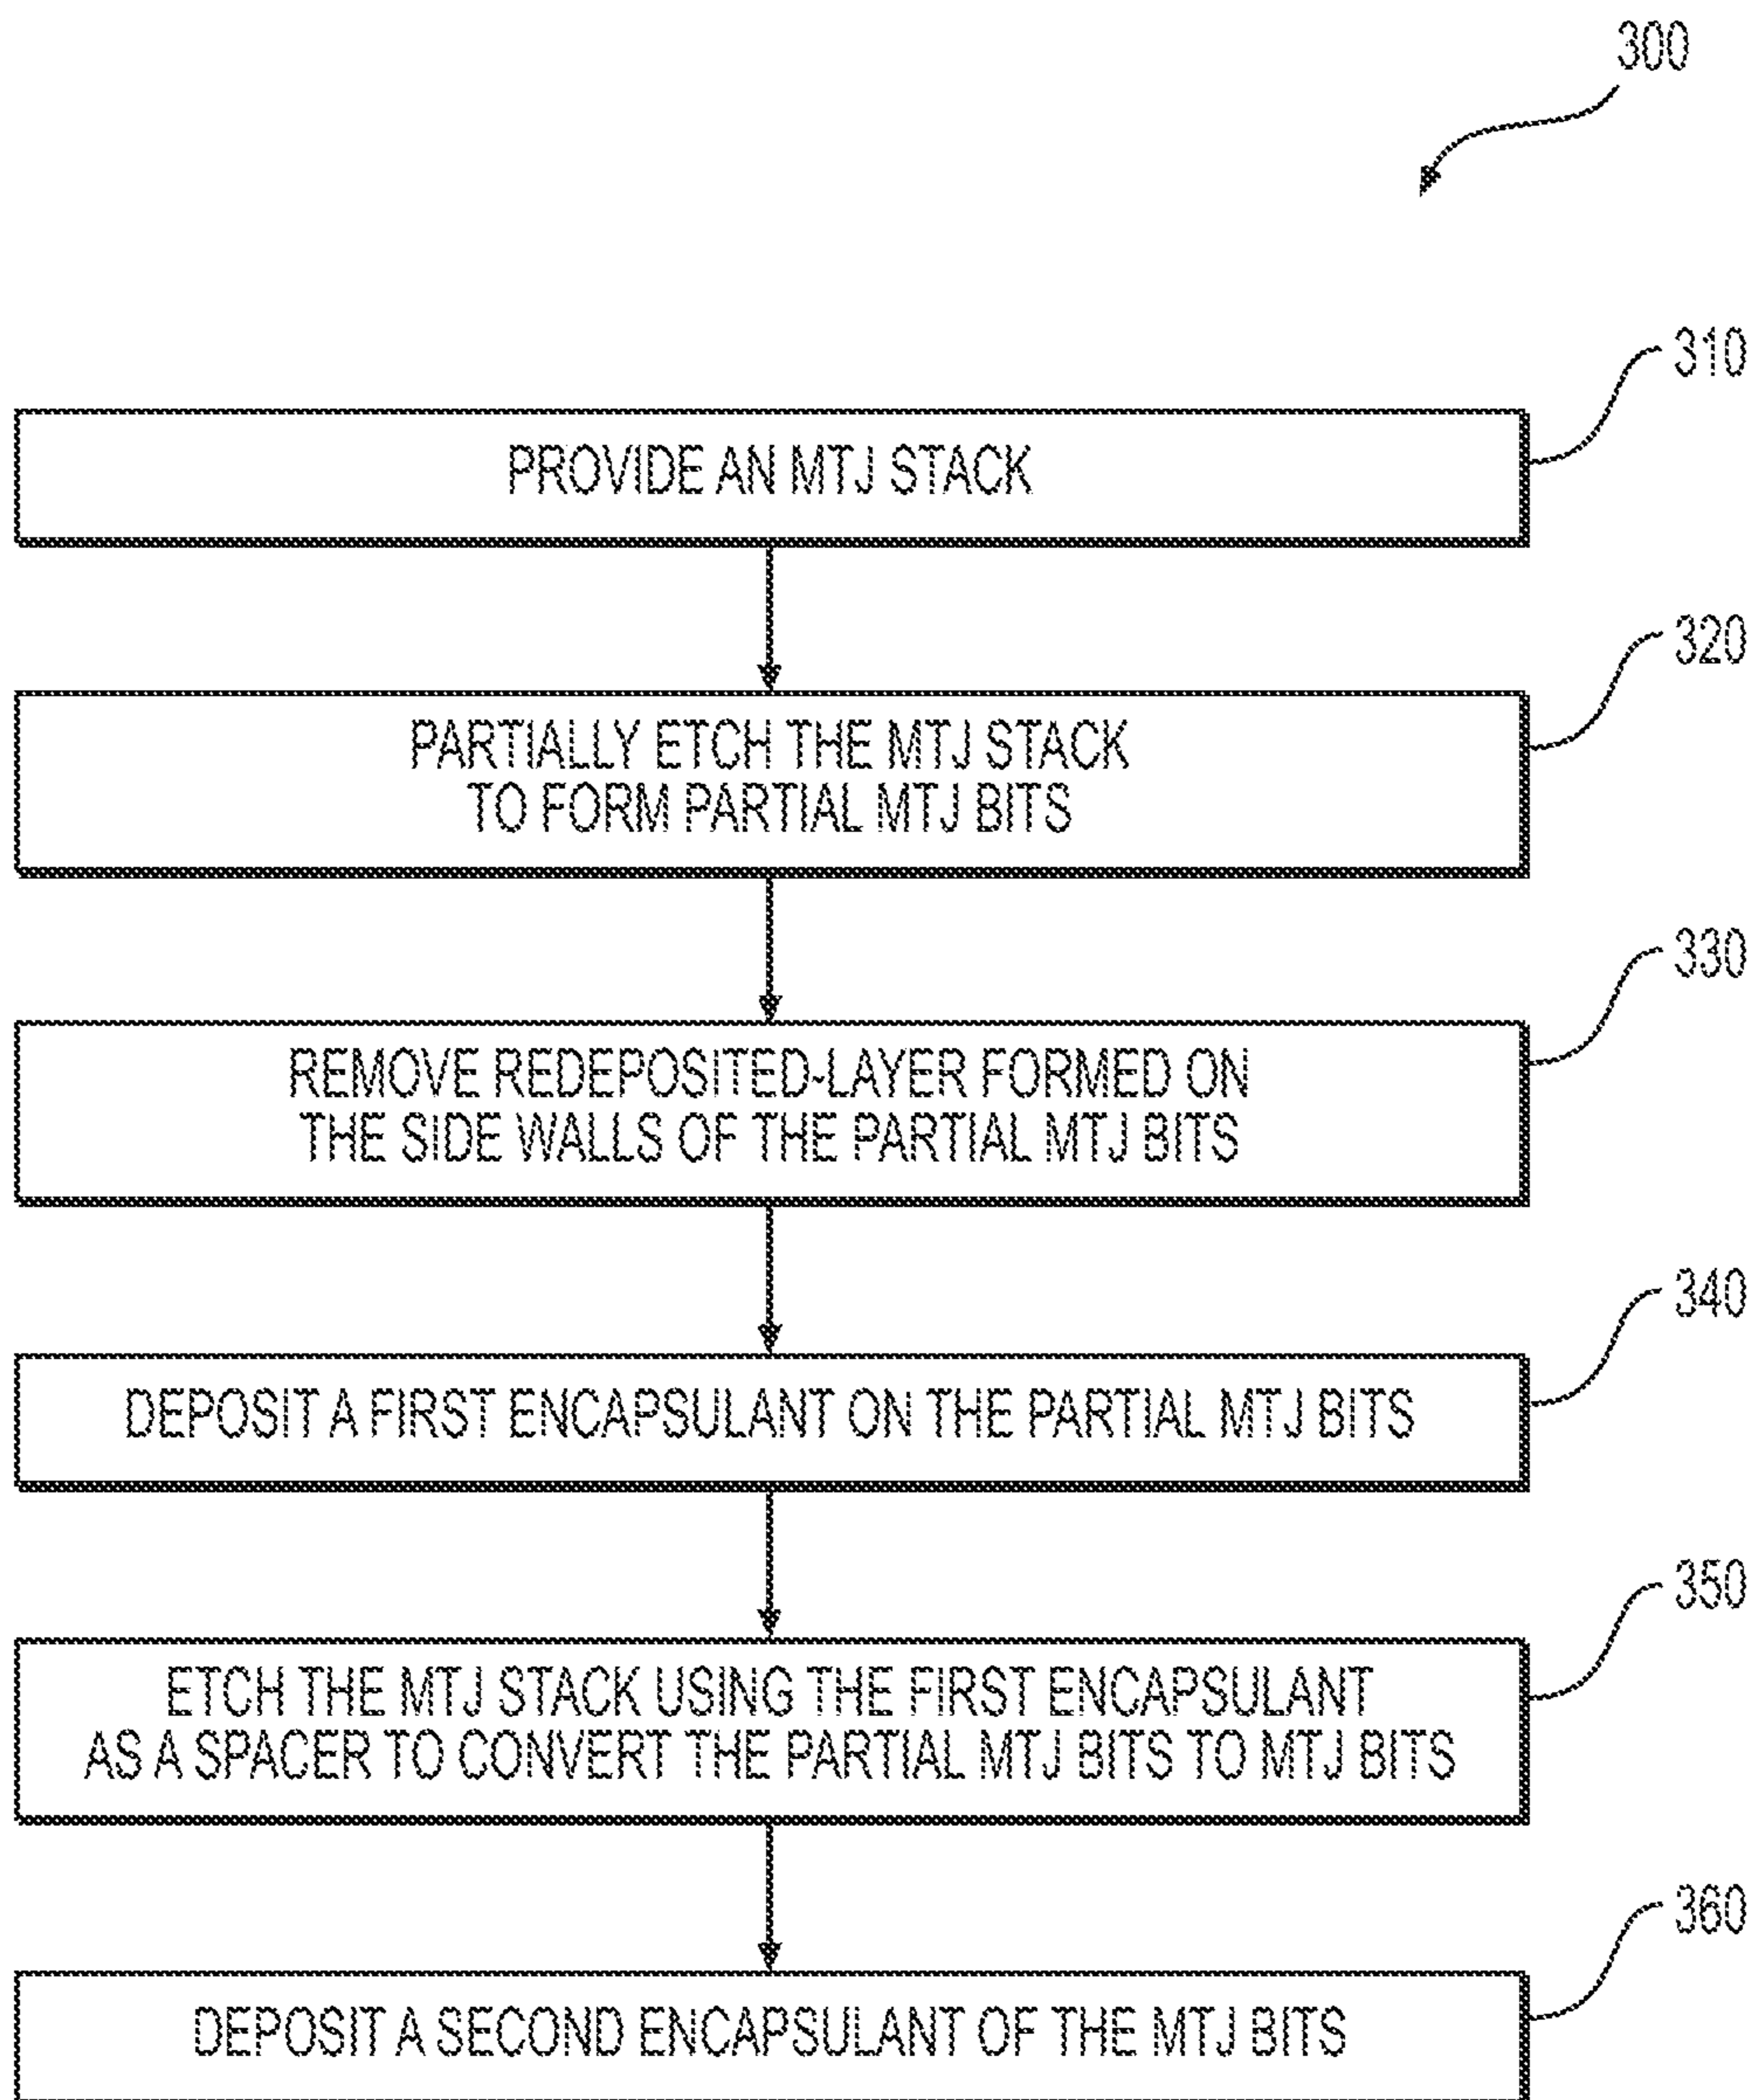 300
310
PROVIDE AN MTJ STACK
320
PARTIALLY ETCH THE MTJ STACK
TO FORM PARTIAL MTJ BITS
330
REMOVE REDEPOSITED-LAYER FORMED ON
THE SIDE WALLS OF THE PARTIAL MTJ BITS
340
DEPOSIT A FIRST ENCAPSULANT ON THE PARTIAL MTJ BITS
350
ETCH THE MTJ STACK USING THE FIRST ENCAPSULANT
AS A SPACER TO CONVERT THE PARTIAL MTJ BITS TO MTJ BITS
360
DEPOSIT A SECOND ENCAPSULANT OF THE MTJ BITS